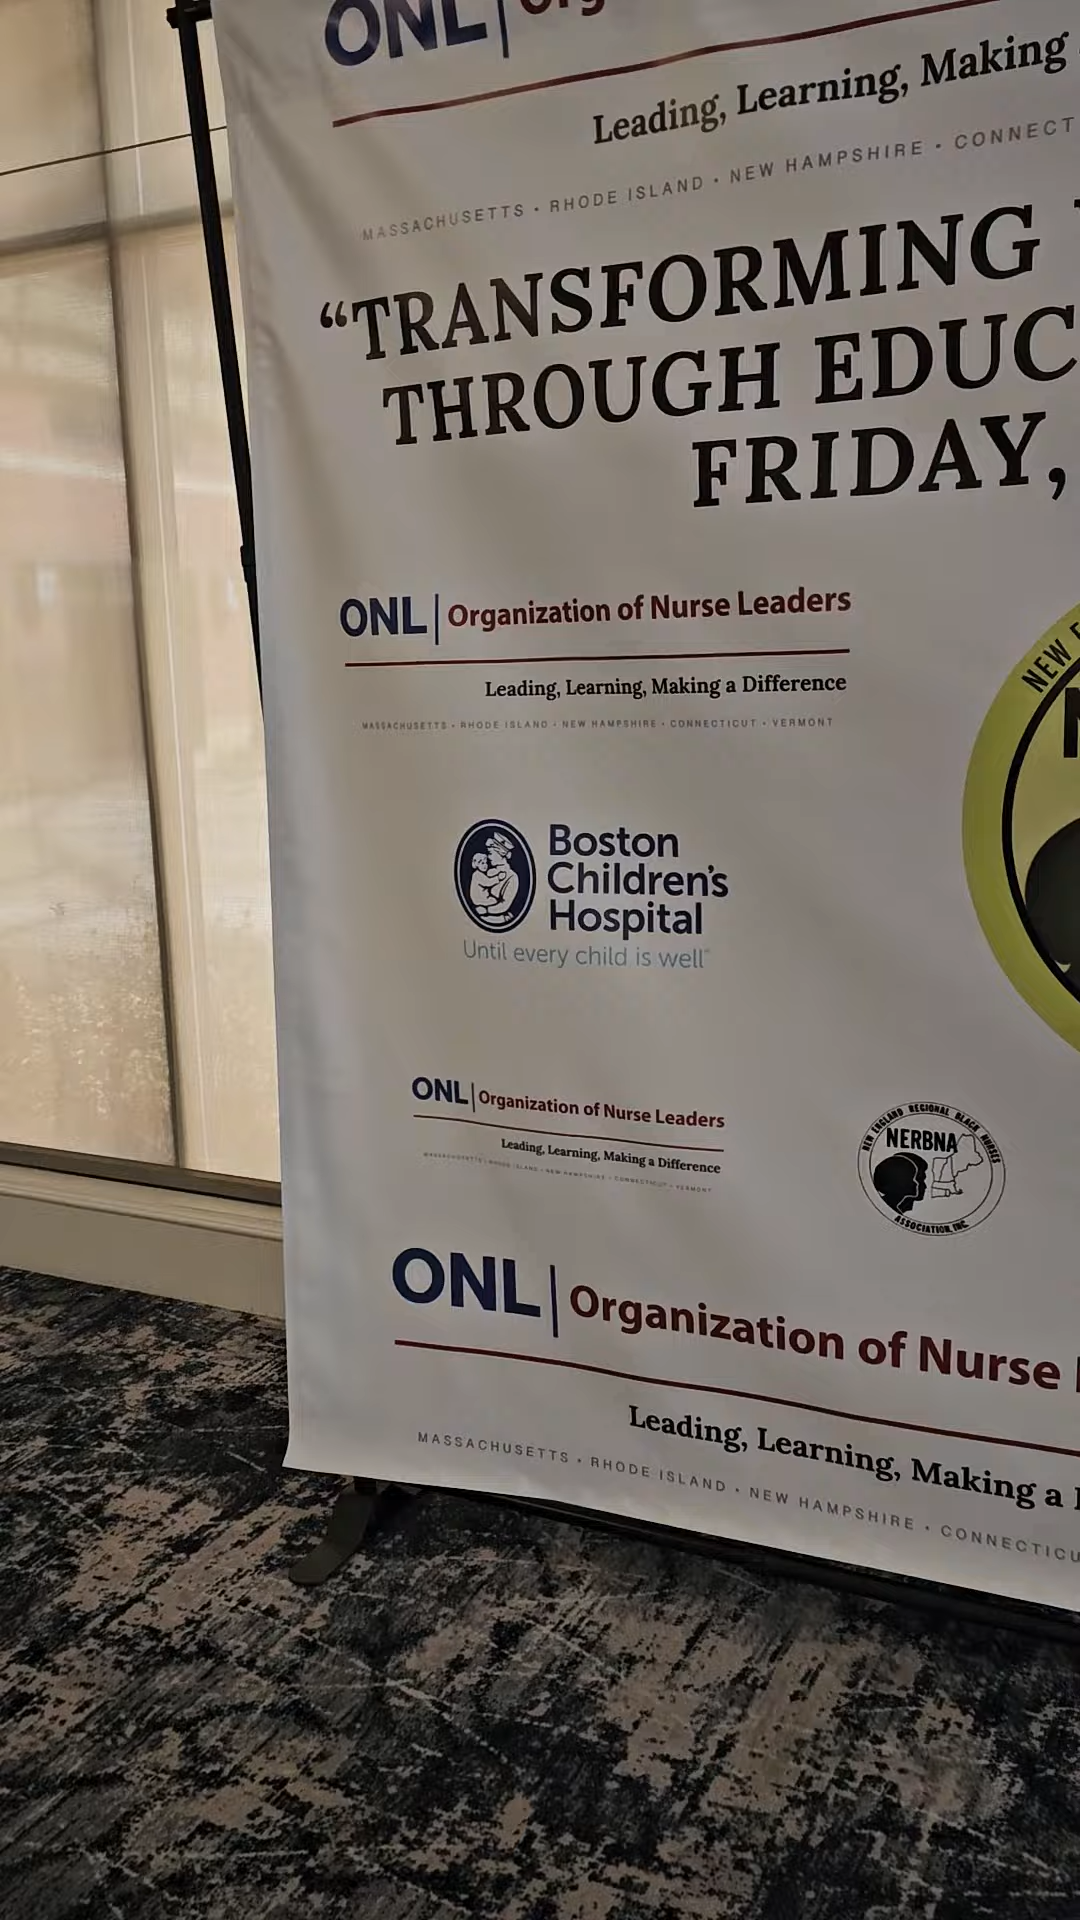 ONL
Leading, Learning, Making
MASSACHUSETTS • RHODE ISLAND • NEW HAMPSHIRE • CONNECT
“TRANSFORMING
THROUGH EDUC
FRIDAY,
ONL | Organization of Nurse Leaders
Leading, Learning, Making a Difference
MASSACHUSETTS • RHODE ISLAND • NEW HAMPSHIRE • CONNECTICUT • VERMONT
NEW E
Boston
Children's
Hospital
Until every child is well
ONL | Organization of Nurse Leaders
Leading, Learning, Making a Difference
MASSACHUSETTS • RHODE ISLAND • NEW HAMPSHIRE • CONNECTICUT • VERMONT
NEW ENGLAND REGIONAL BLACK NURSES
NERBNA
ASSOCIATION, INC.
ONL | Organization of Nurse
Leading, Learning, Making a
MASSACHUSETTS • RHODE ISLAND • NEW HAMPSHIRE • CONNECTICU